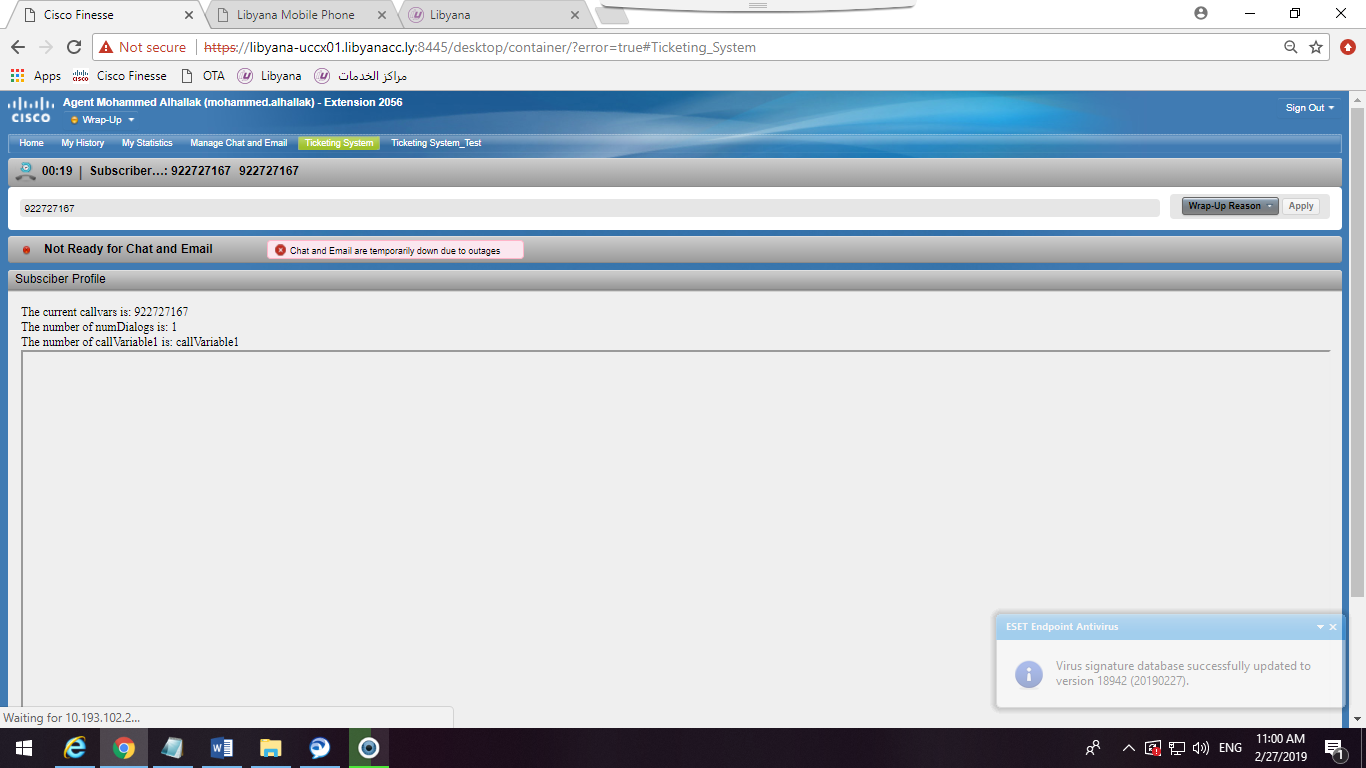 Cisco Finesse
Libyana Mobile Phone
Libyana
Not secure
https://libyana-uccx01.libyanacc.ly:8445/desktop/container/?error=true#Ticketing_System
Apps
cisco
Cisco Finesse
OTA
Libyana
مراكز الخدمات
CISCO
Agent Mohammed Alhallak (mohammed.alhallak) - Extension 2056
Wrap-Up
Sign Out
Home
My History
My Statistics
Manage Chat and Email
Ticketing System
Ticketing System_Test
00:19 | Subscriber...: 922727167 922727167
922727167
Wrap-Up Reason
Apply
Not Ready for Chat and Email
Chat and Email are temporarily down due to outages
Subsciber Profile
The current callvars is: 922727167
The number of numDialogs is: 1
The number of callVariable1 is: callVariable1
ESET Endpoint Antivirus
Virus signature database successfully updated to
version 18942 (20190227).
Waiting for 10.193.102.2...
ENG
11:00 AM
2/27/2019
1